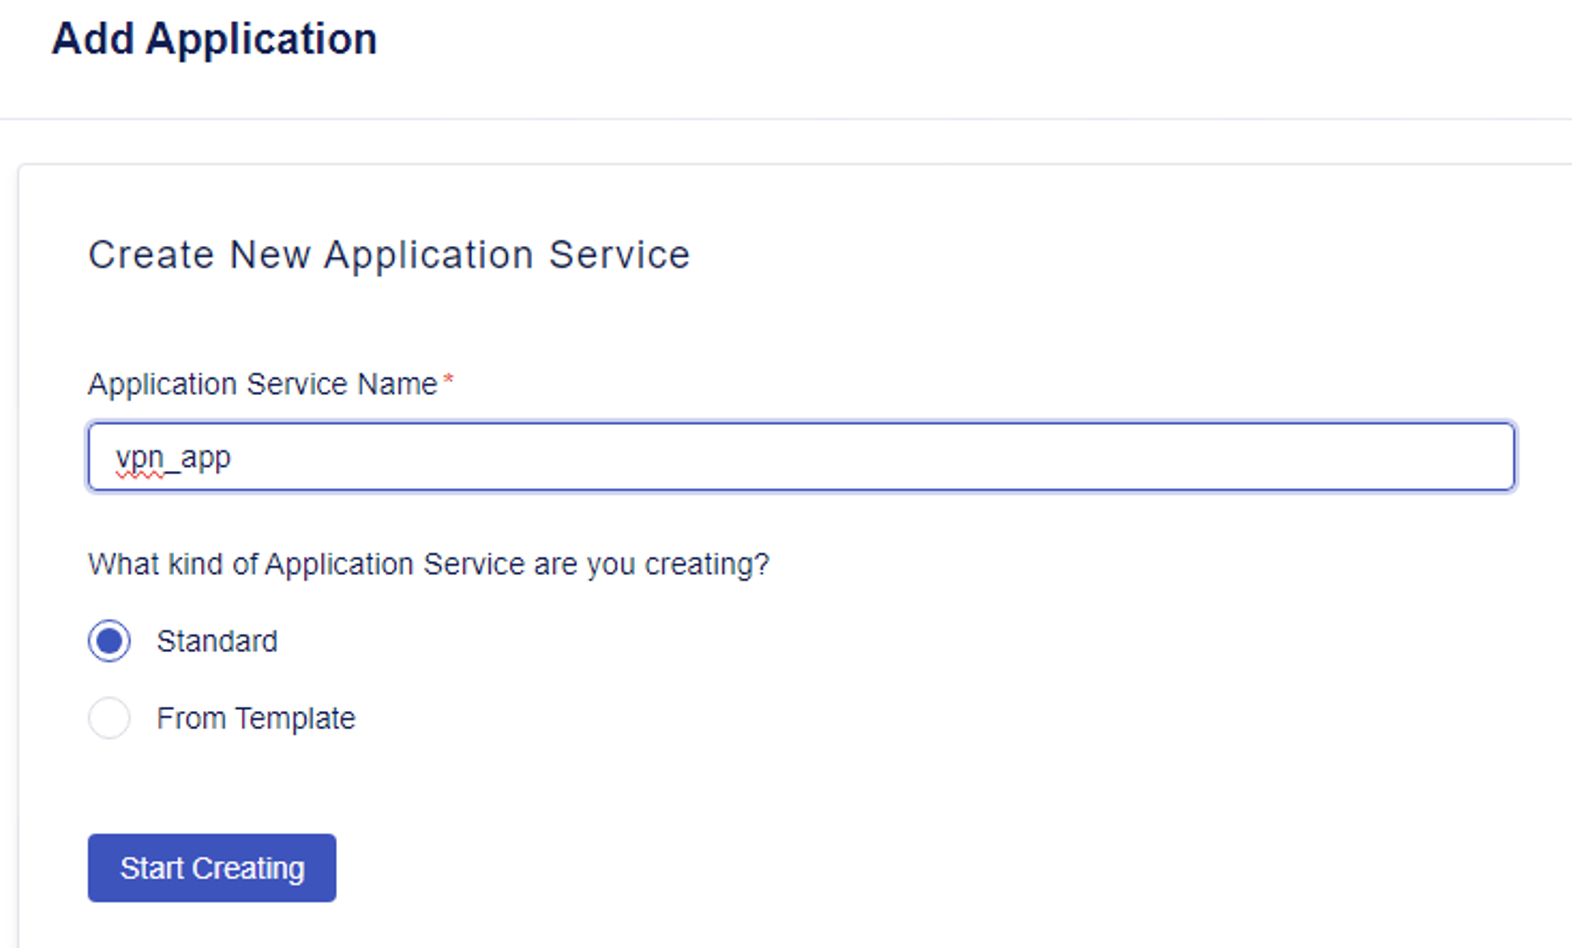 Add Application
Create New Application Service
Application Service Name*
vpn_app
What kind of Application Service are you creating?
Standard
From Template
Start Creating